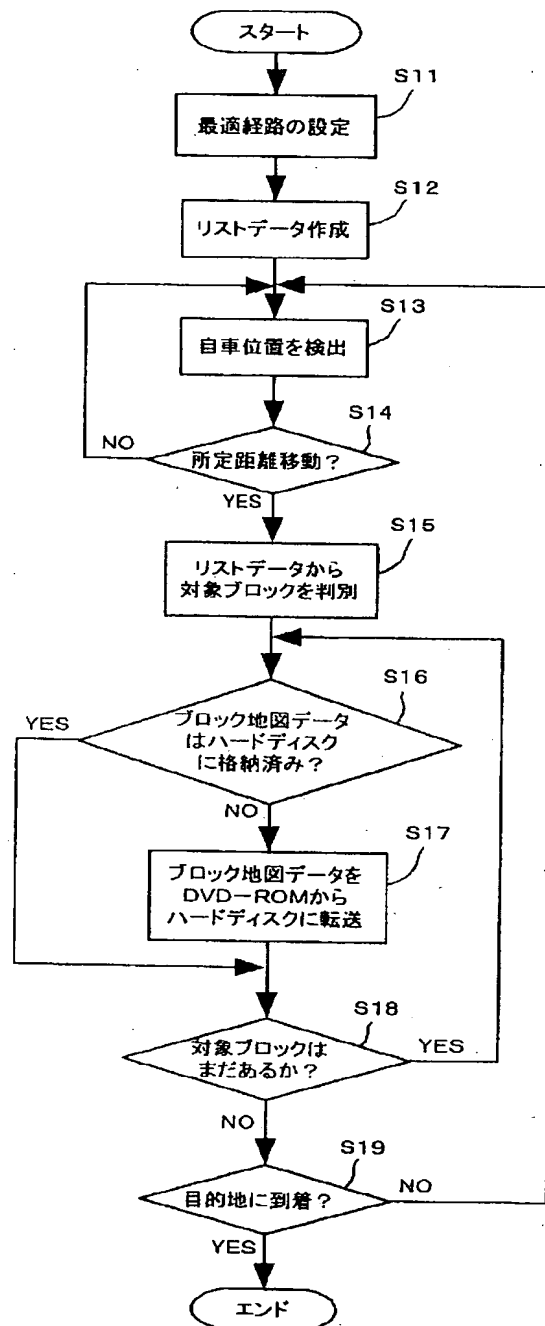 スタート
S11
最適経路の設定
S12
リストデータ作成
S13
自車位置を検出
S14
NO
所定距離移動？
YES
S15
リストデータから
対象ブロックを判別
S16
YES
ブロック地図データ
はハードディスク
に格納済み？
NO
S17
ブロック地図データを
DVD－ROMから
ハードディスクに転送
S18
対象ブロックは
まだあるか？
YES
NO
S19
目的地に到着？
NO
YES
エンド